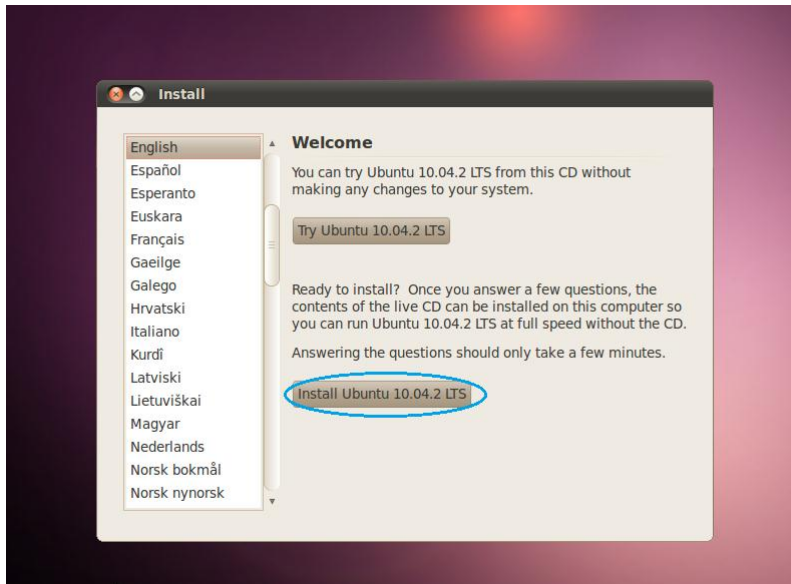 Install
English
Español
Esperanto
Euskara
Français
Gaeilge
Galego
Hrvatski
Italiano
Kurdî
Latviski
Lietuviškai
Magyar
Nederlands
Norsk bokmål
Norsk nynorsk
Welcome
You can try Ubuntu 10.04.2 LTS from this CD without
making any changes to your system.
Try Ubuntu 10.04.2 LTS
Ready to install? Once you answer a few questions, the
contents of the live CD can be installed on this computer so
you can run Ubuntu 10.04.2 LTS at full speed without the CD.
Answering the questions should only take a few minutes.
Install Ubuntu 10.04.2 LTS